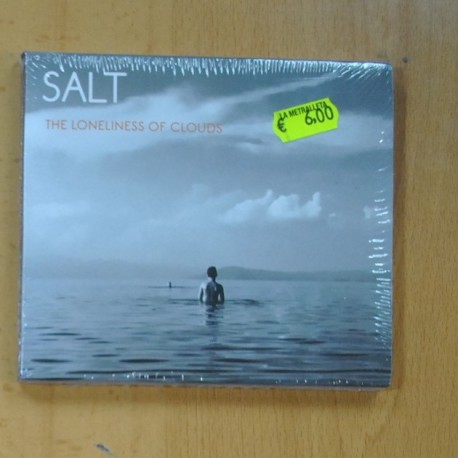 SALT
THE LONELINESS OF CLOUDS
LA METRALLETA
€ 6,00